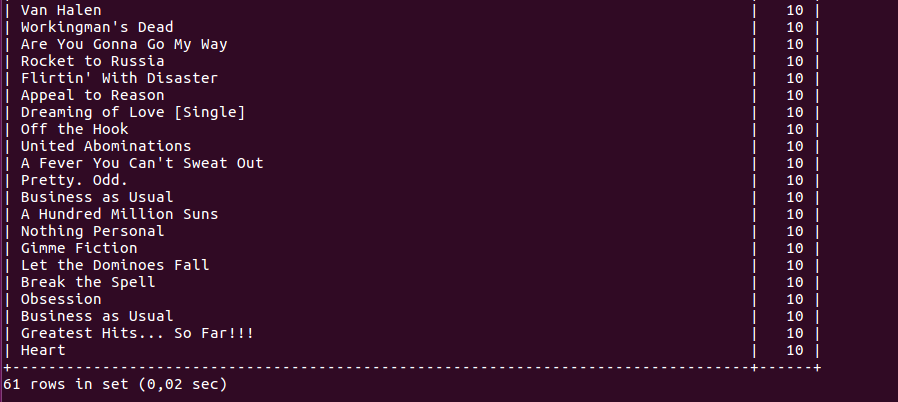 | Van Halen | 10 |
| Workingman's Dead | 10 |
| Are You Gonna Go My Way | 10 |
| Rocket to Russia | 10 |
| Flirtin' With Disaster | 10 |
| Appeal to Reason | 10 |
| Dreaming of Love [Single] | 10 |
| Off the Hook | 10 |
| United Abominations | 10 |
| A Fever You Can't Sweat Out | 10 |
| Pretty. Odd. | 10 |
| Business as Usual | 10 |
| A Hundred Million Suns | 10 |
| Nothing Personal | 10 |
| Gimme Fiction | 10 |
| Let the Dominoes Fall | 10 |
| Break the Spell | 10 |
| Obsession | 10 |
| Business as Usual | 10 |
| Greatest Hits... So Far!!! | 10 |
| Heart | 10 |
+----------------------------------------------------------------------------------+------+
61 rows in set (0,02 sec)